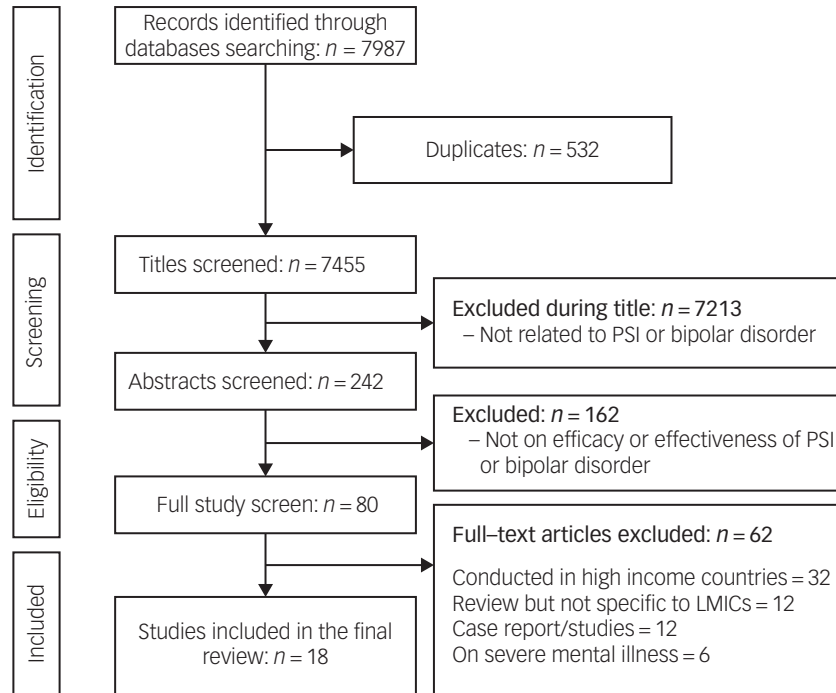 Identification
Records identified through
databases searching: n = 7987
Duplicates: n = 532
Screening
Titles screened: n = 7455
Excluded during title: n = 7213
– Not related to PSI or bipolar disorder
Abstracts screened: n = 242
Excluded: n = 162
– Not on efficacy or effectiveness of PSI
or bipolar disorder
Eligibility
Full study screen: n = 80
Full–text articles excluded: n = 62
Conducted in high income countries = 32
Review but not specific to LMICs = 12
Case report/studies = 12
On severe mental illness = 6
Included
Studies included in the final
review: n = 18